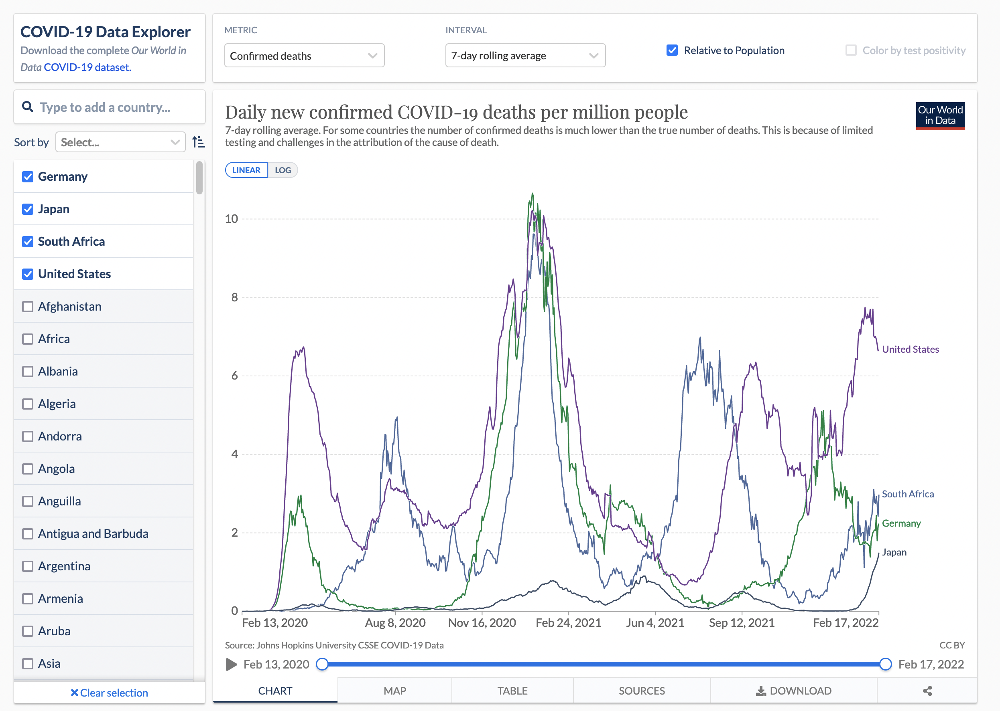 COVID-19 Data Explorer
Download the complete Our World in
Data COVID-19 dataset.
METRIC
Confirmed deaths
INTERVAL
7-day rolling average
Relative to Population
Color by test positivity
Type to add a country...
Sort by
Select...
Germany
Japan
South Africa
United States
Afghanistan
Africa
Albania
Algeria
Andorra
Angola
Anguilla
Antigua and Barbuda
Argentina
Armenia
Aruba
Asia
Clear selection
Daily new confirmed COVID-19 deaths per million people
7-day rolling average. For some countries the number of confirmed deaths is much lower than the true number of deaths. This is because of limited
testing and challenges in the attribution of the cause of death.
Our World
in Data
LINEAR
LOG
10
8
6
4
2
0
United States
South Africa
Germany
Japan
Feb 13, 2020
Aug 8, 2020
Nov 16, 2020
Feb 24, 2021
Jun 4, 2021
Sep 12, 2021
Feb 17, 2022
Source: Johns Hopkins University CSSE COVID-19 Data
CC BY
Feb 13, 2020
Feb 17, 2022
CHART
MAP
TABLE
SOURCES
DOWNLOAD